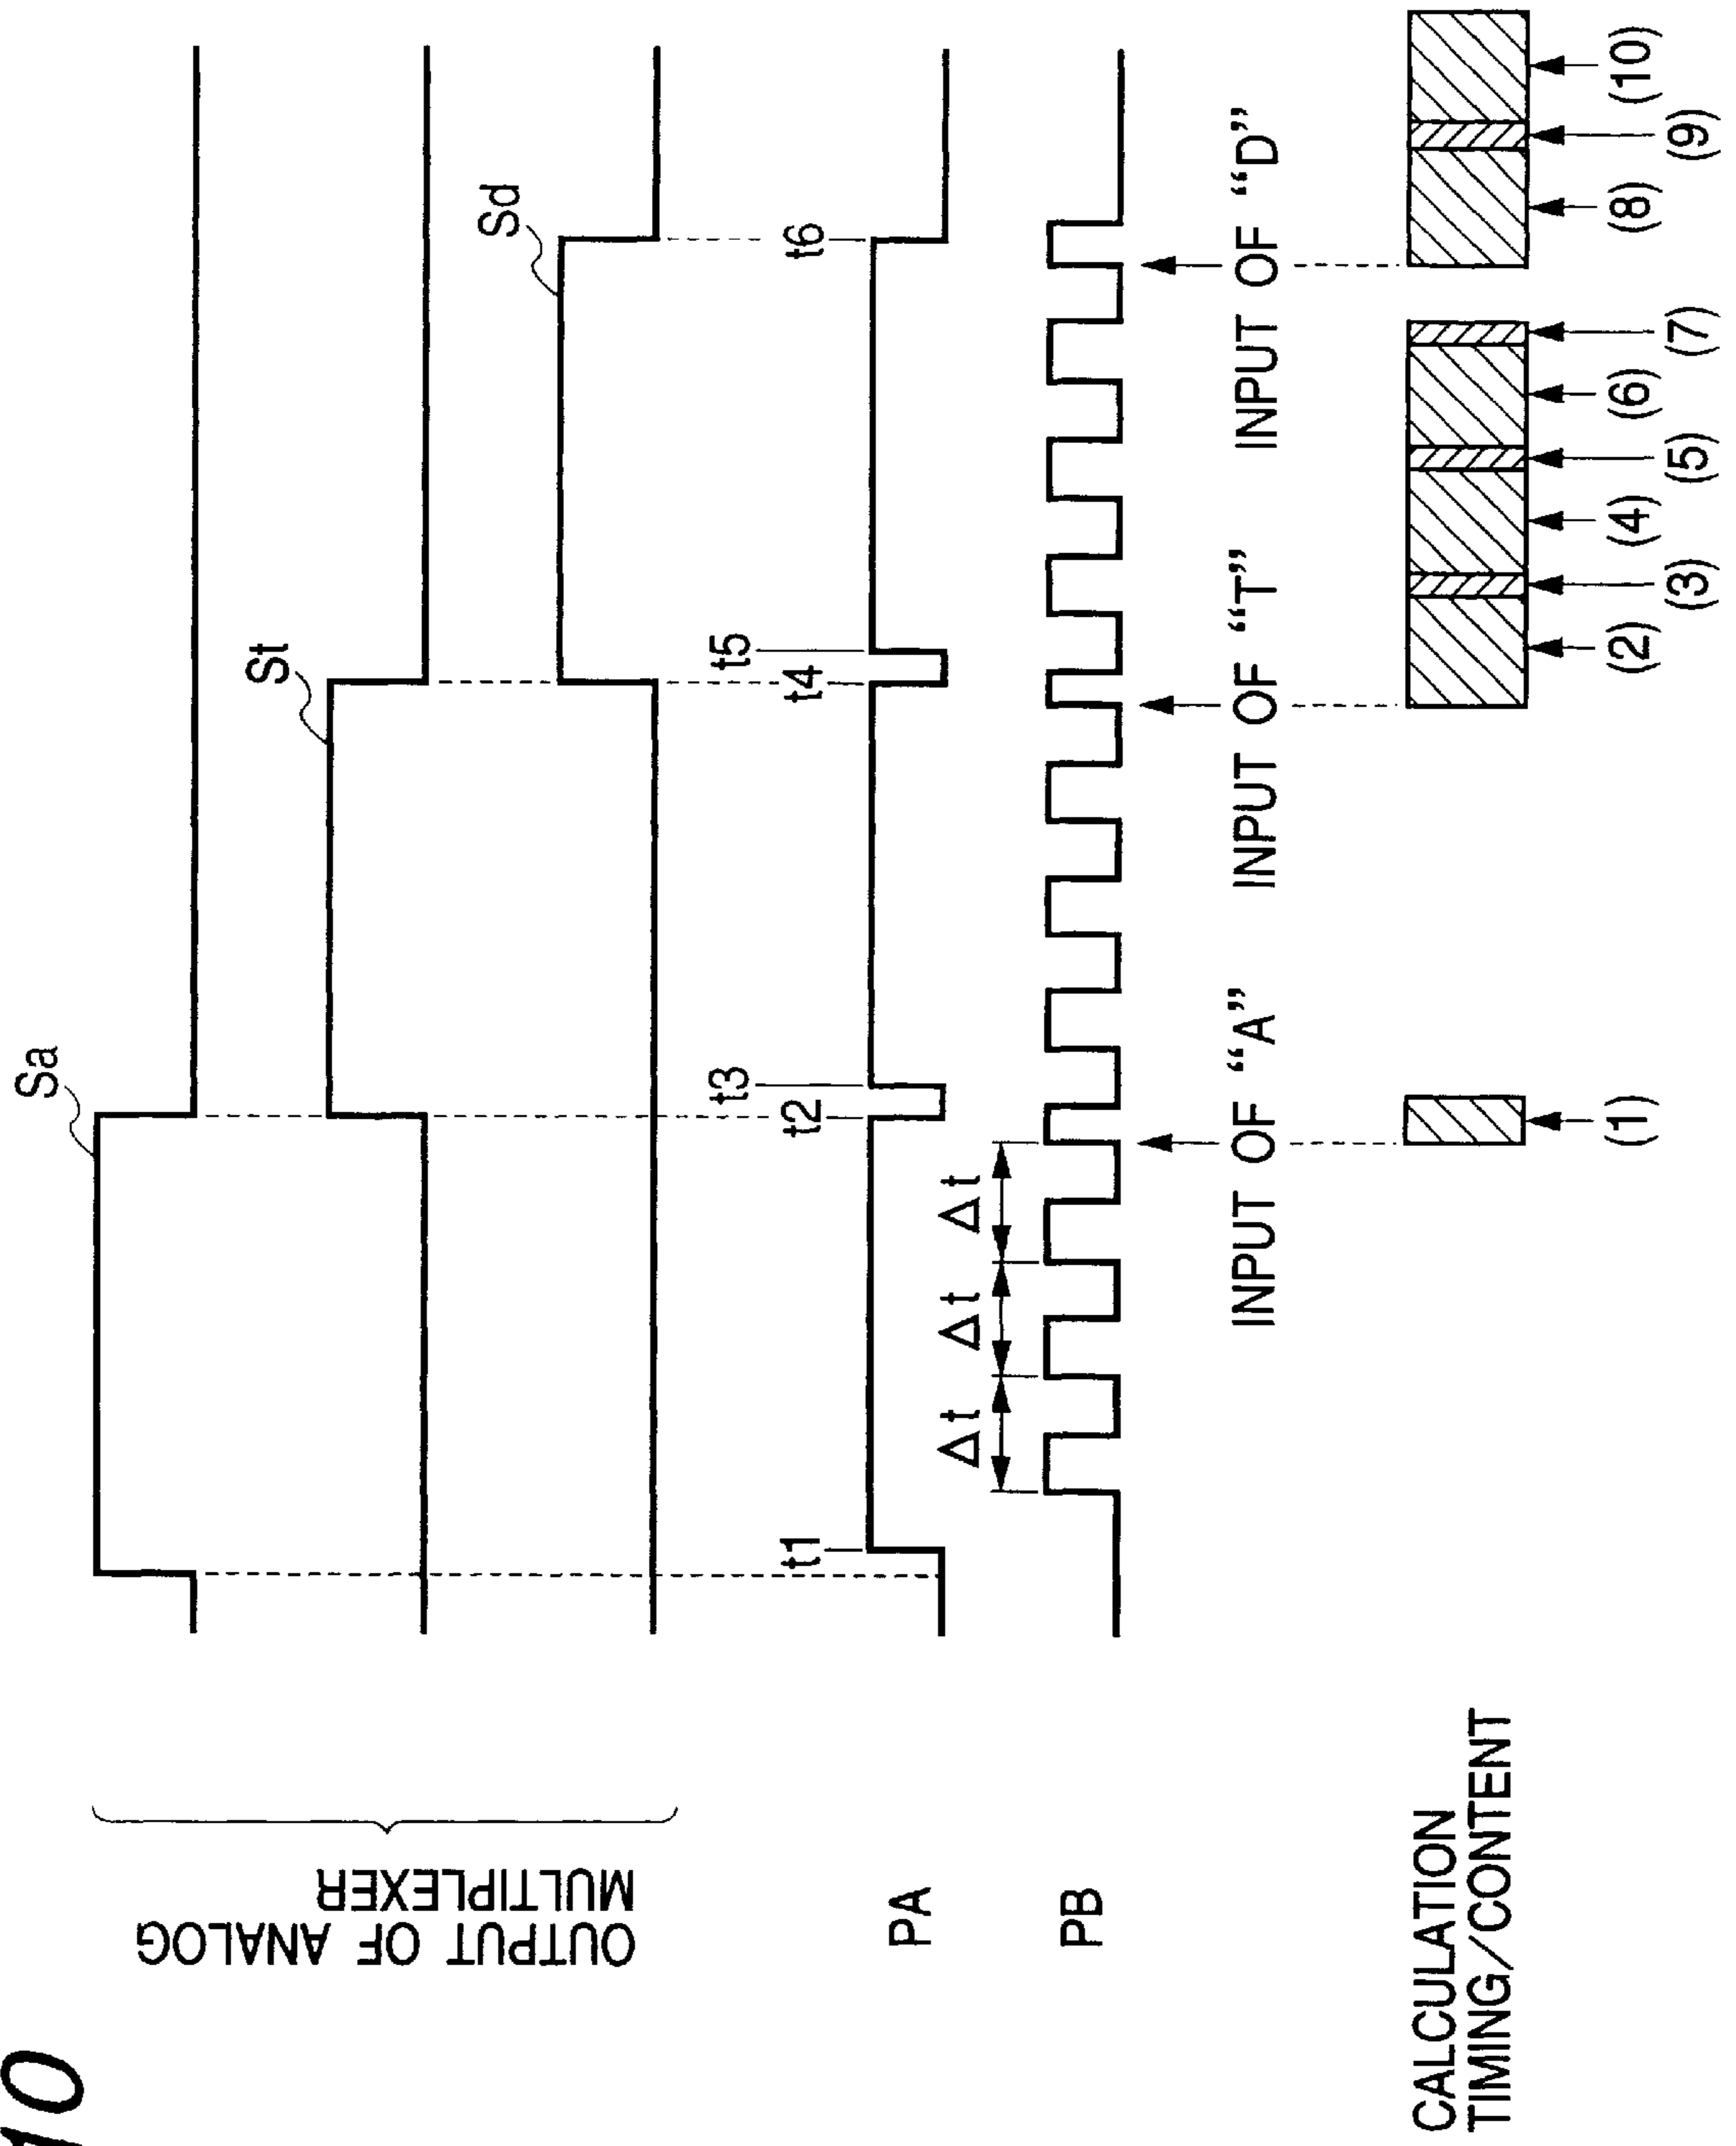 10
OUTPUT OF ANALOG
MULTIPLEXER
Sa
St
Sd
PA
t1
t2
t3
t4
t5
t6
PB
Δt
Δt
Δt
INPUT OF “A”
INPUT OF “T”
INPUT OF “D”
CALCULATION
TIMING/CONTENT
(1)
(2)
(3)
(4)
(5)
(6)
(7)
(8)
(9)
(10)